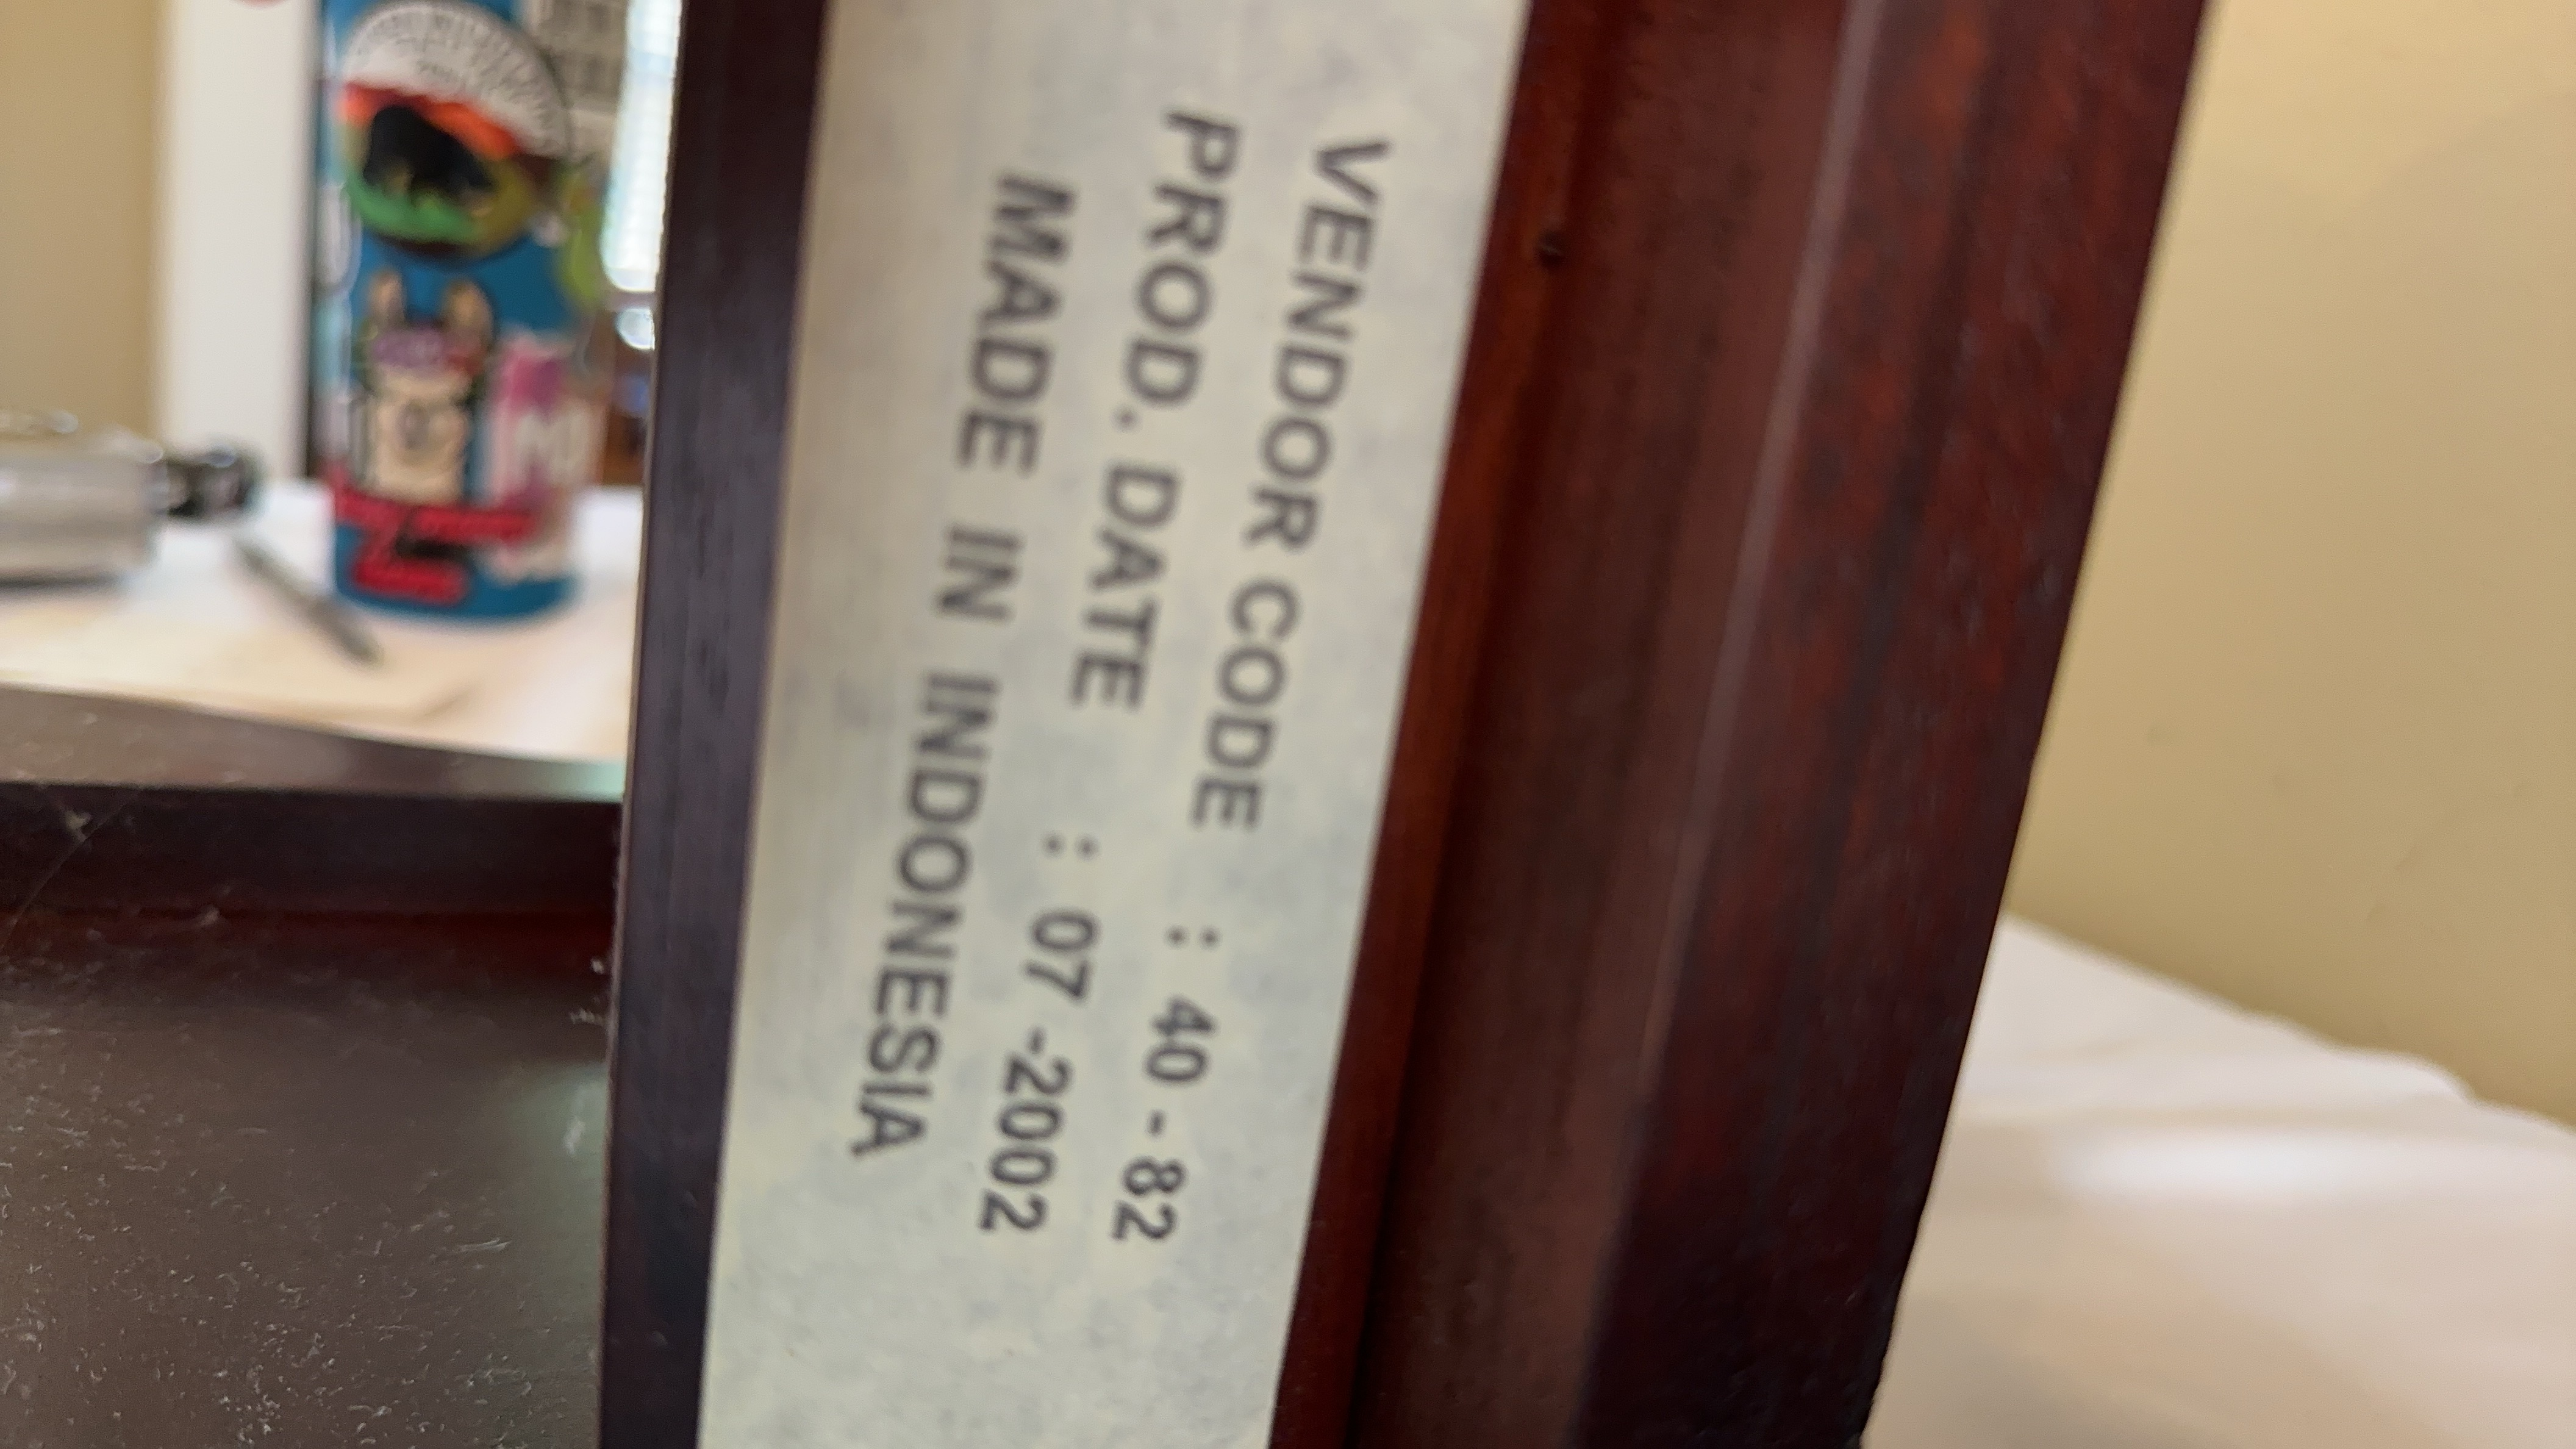 VENDOR CODE : 40 - 82
PROD. DATE : 07 -2002
MADE IN INDONESIA